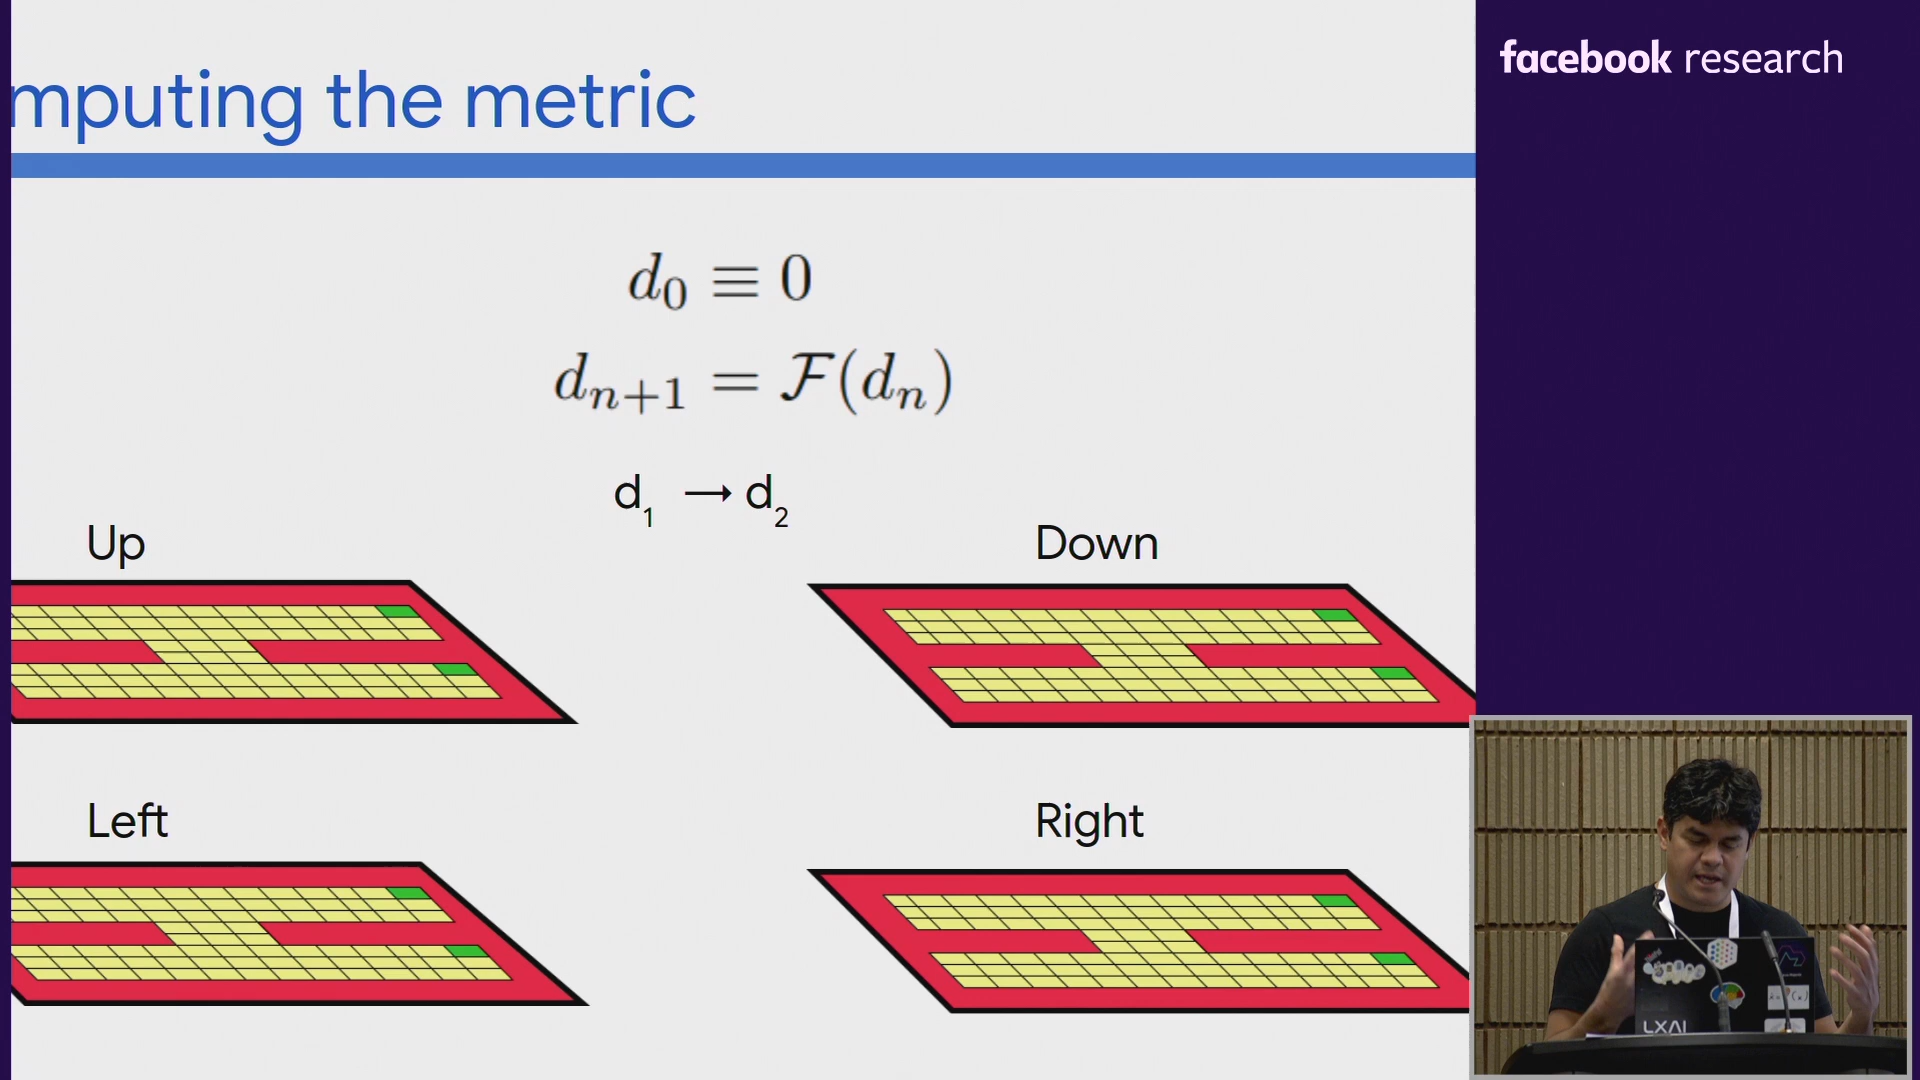 facebook research
mputing the metric
d₀ ≡ 0
dₙ₊₁ = ℱ(dₙ)
d₁ → d₂
Up
Down
Left
Right
LXAI